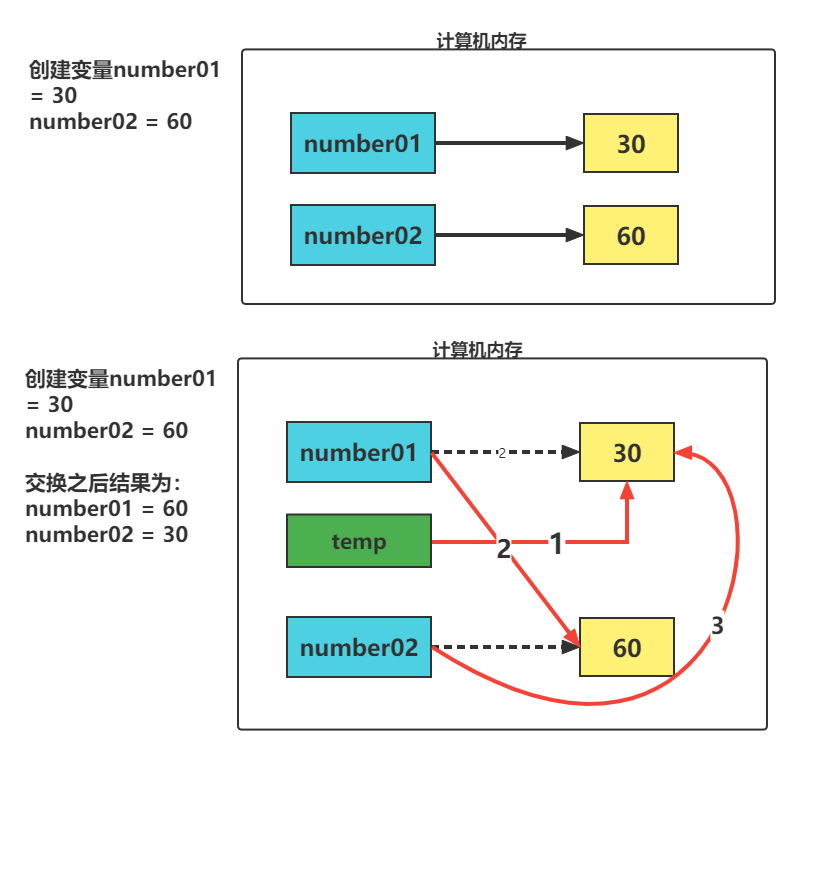 计算机内存
创建变量number01
= 30
number02 = 60
number01
30
number02
60
计算机内存
创建变量number01
= 30
number02 = 60
交换之后结果为：
number01 = 60
number02 = 30
number01
2
30
temp
2
1
number02
60
3